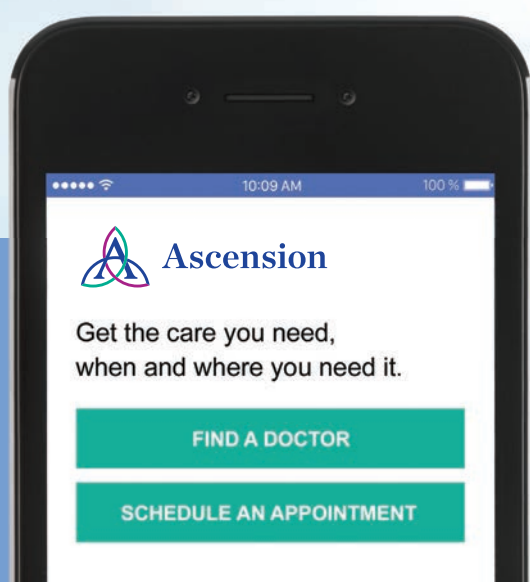 10:09 AM
100 %
Ascension
Get the care you need,
when and where you need it.
FIND A DOCTOR
SCHEDULE AN APPOINTMENT